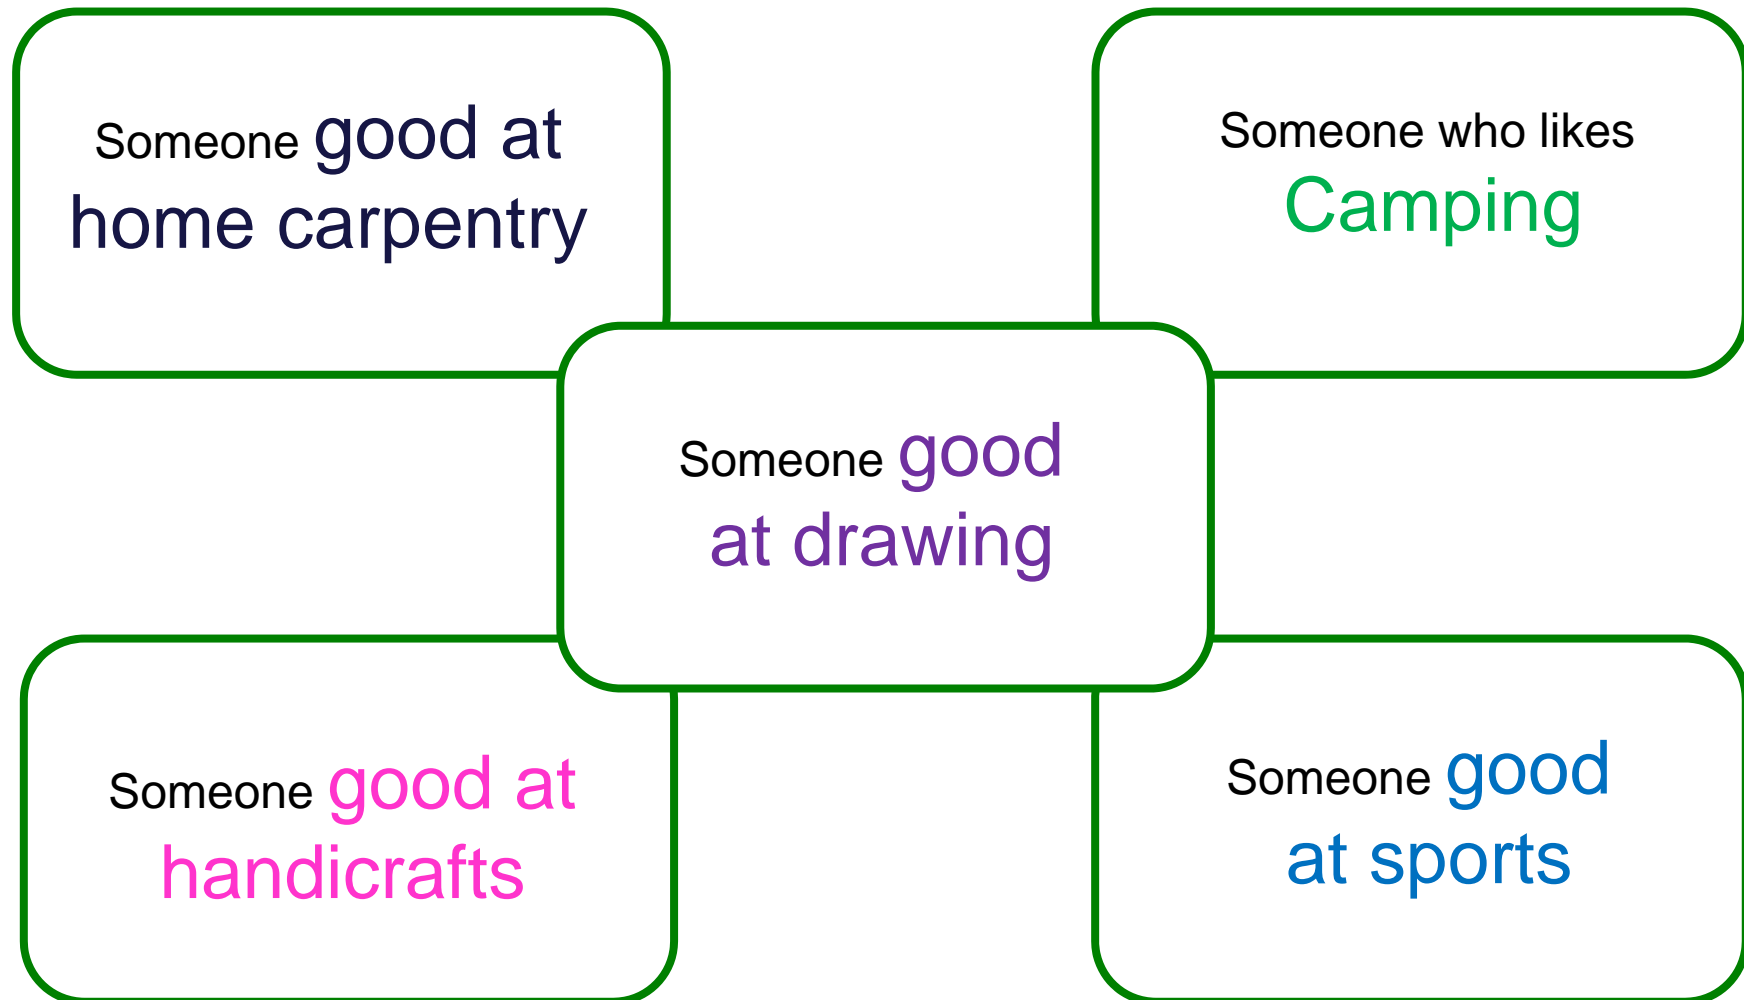 Someone good at
home carpentry
Someone who likes
Camping
Someone good
at drawing
Someone good at
handicrafts
Someone good
at sports